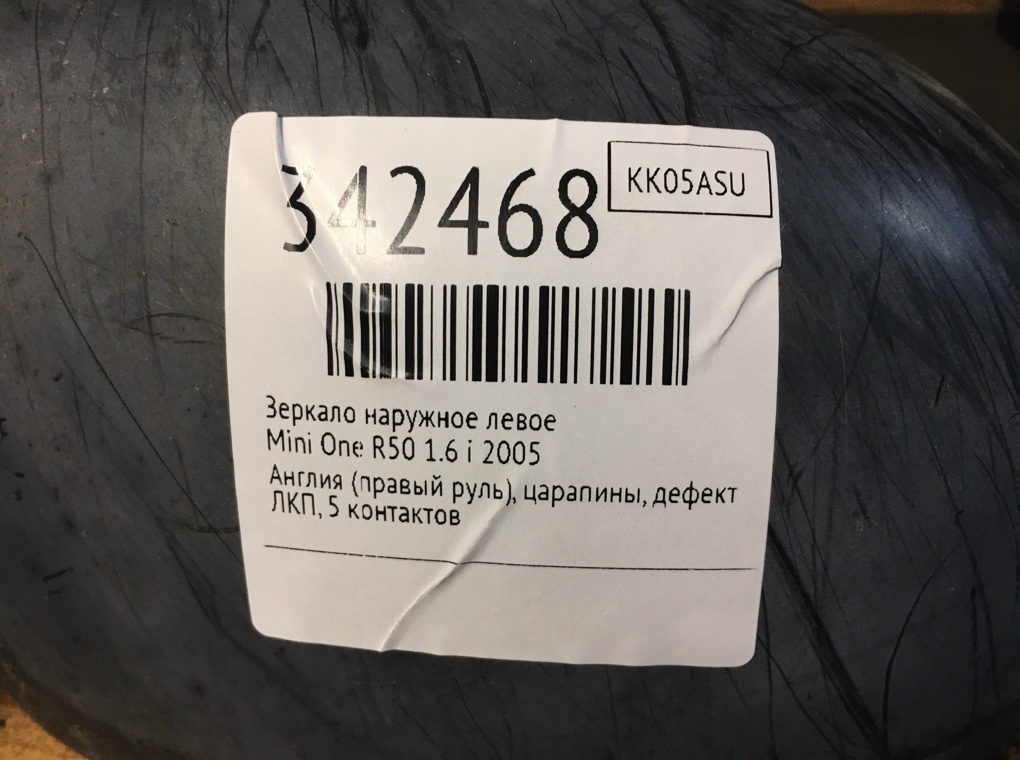 342468
KK05ASU
Зеркало наружное левое
Mini One R50 1.6 i 2005
Англия (правый руль), царапины, дефект
ЛКП, 5 контактов